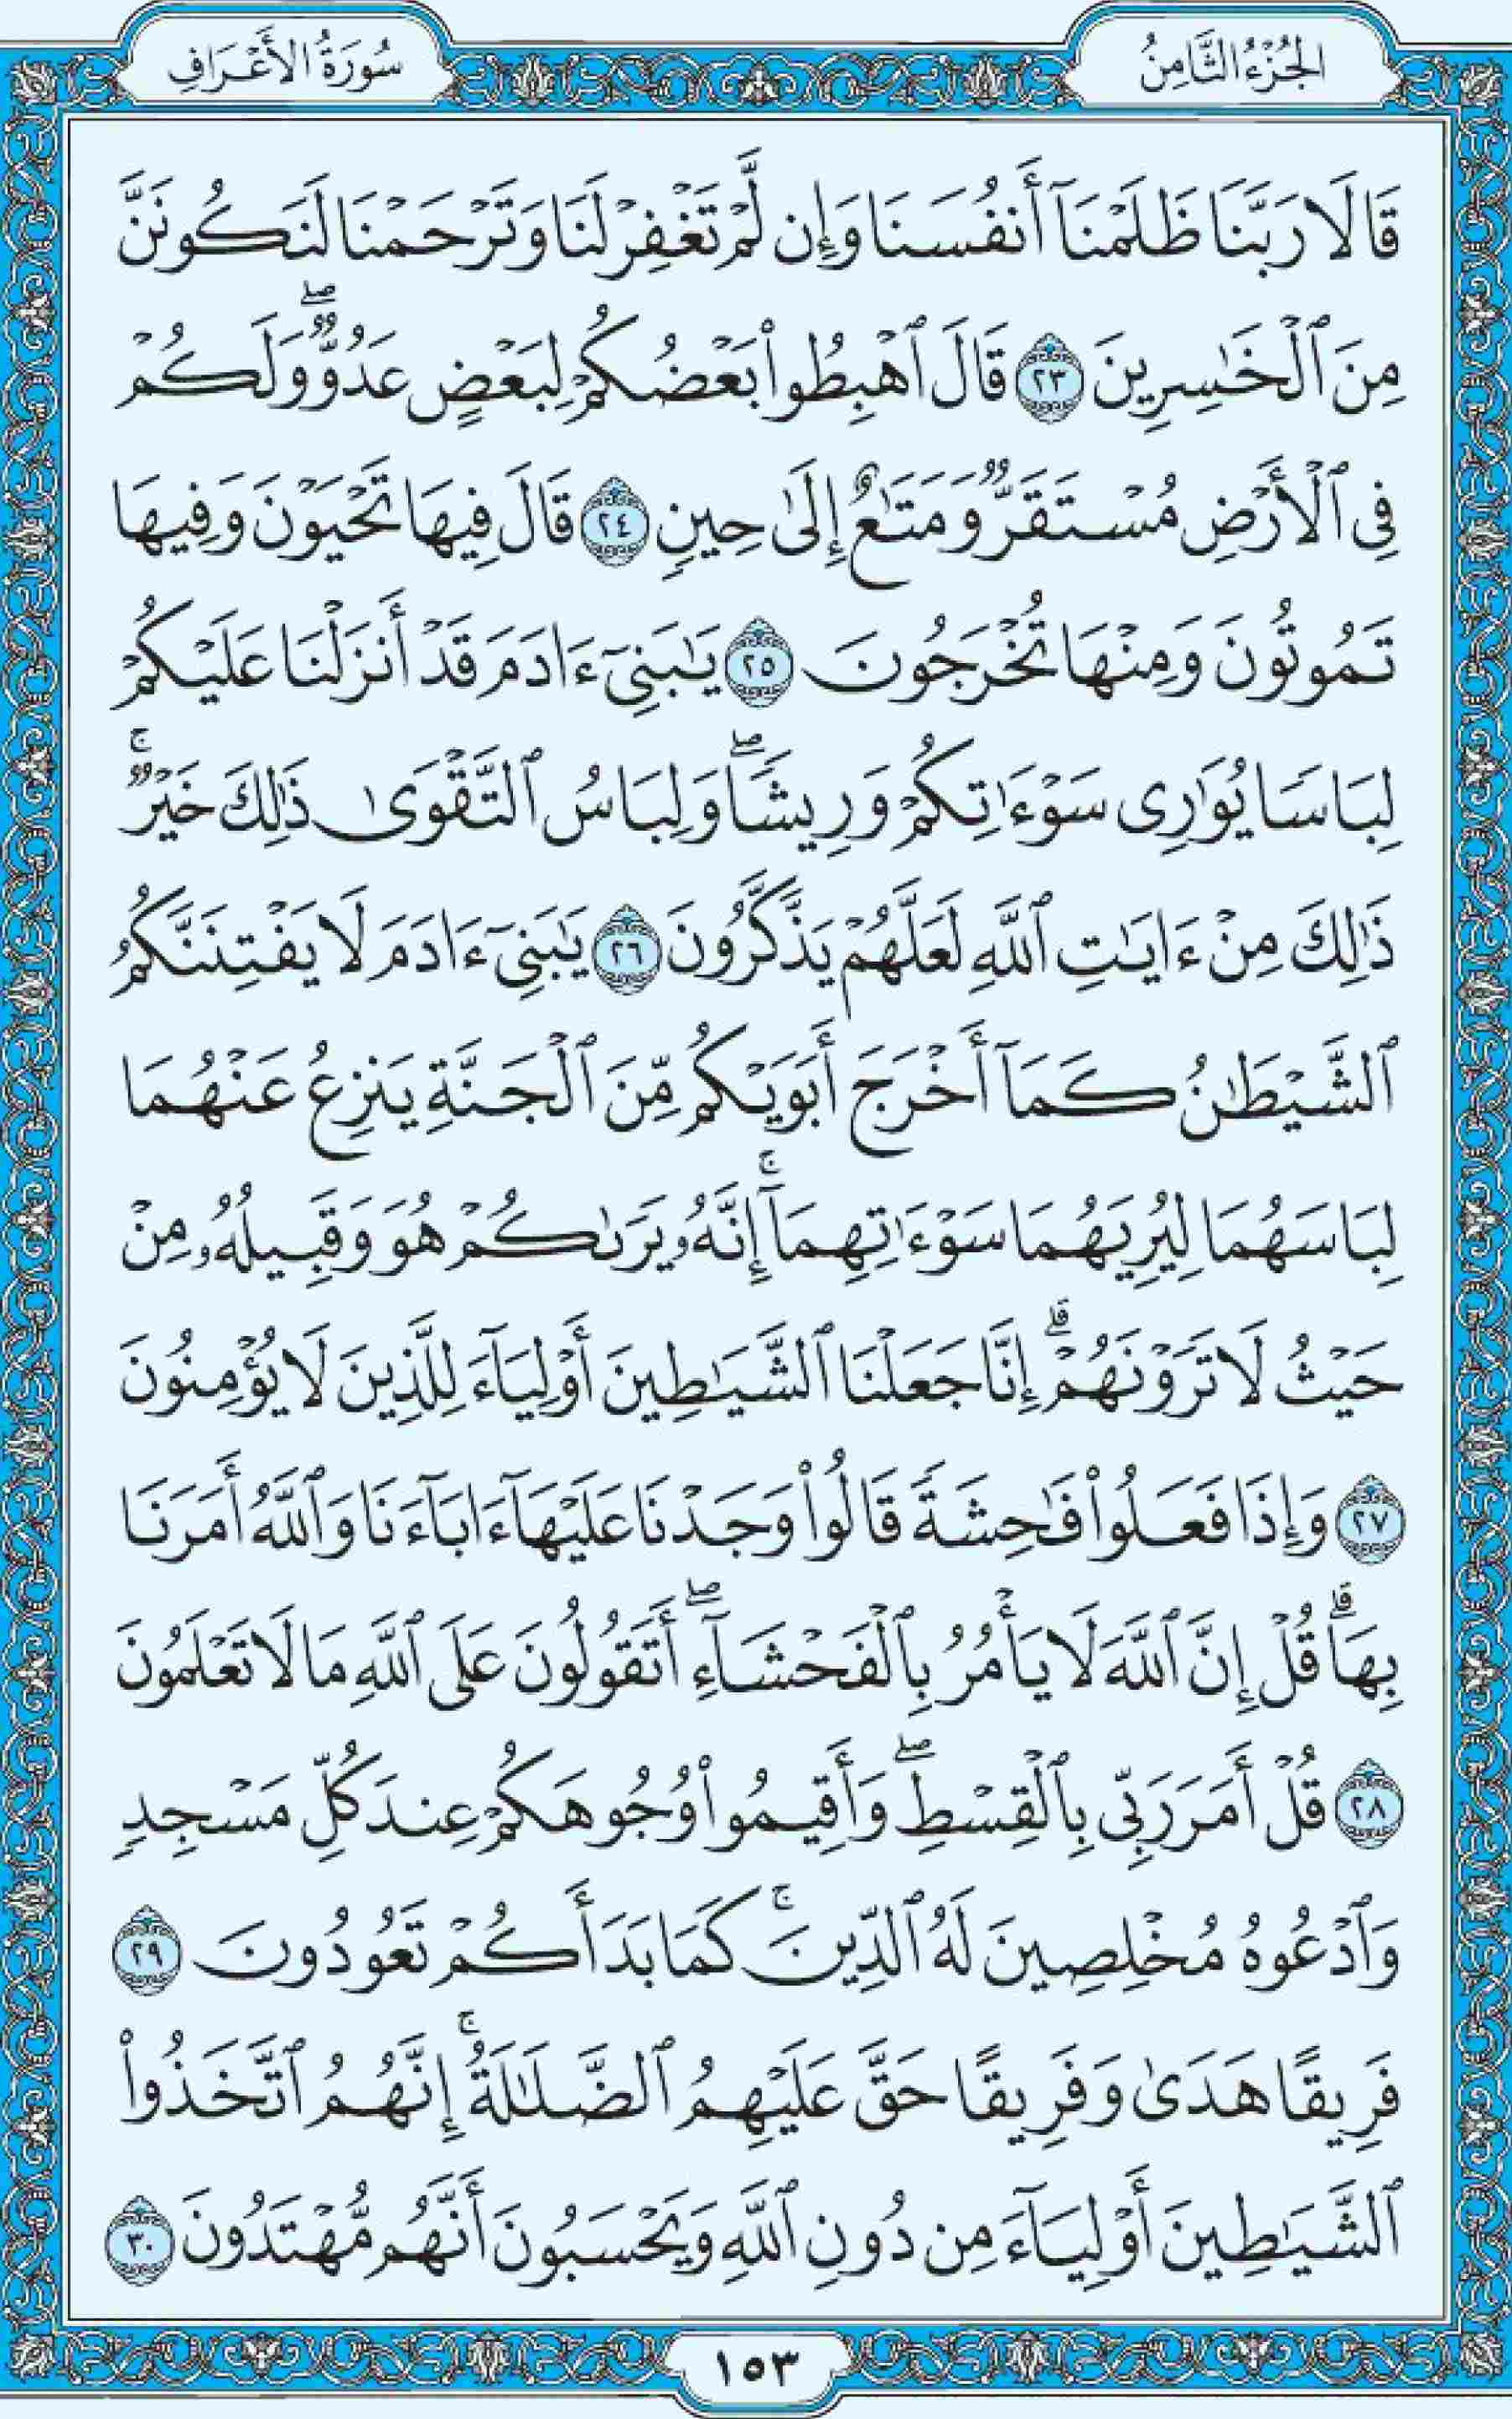 الجُزْءُ الثَّامِنُ
سُورَةُ الأَعْرَافِ
قَالَا رَبَّنَا ظَلَمْنَآ أَنفُسَنَا وَإِن لَّمْ تَغْفِرْ لَنَا وَتَرْحَمْنَا لَنَكُونَنَّ
مِنَ ٱلْخَٰسِرِينَ ٢٣ قَالَ ٱهْبِطُوا۟ بَعْضُكُمْ لِبَعْضٍ عَدُوٌّ ۖ وَلَكُمْ
فِى ٱلْأَرْضِ مُسْتَقَرٌّ وَمَتَٰعٌ إِلَىٰ حِينٍ ٢٤ قَالَ فِيهَا تَحْيَوْنَ وَفِيهَا
تَمُوتُونَ وَمِنْهَا تُخْرَجُونَ ٢٥ يَٰبَنِىٓ ءَادَمَ قَدْ أَنزَلْنَا عَلَيْكُمْ
لِبَاسًا يُوَٰرِى سَوْءَٰتِكُمْ وَرِيشًا ۖ وَلِبَاسُ ٱلتَّقْوَىٰ ذَٰلِكَ خَيْرٌ ۚ
ذَٰلِكَ مِنْ ءَايَٰتِ ٱللَّهِ لَعَلَّهُمْ يَذَّكَّرُونَ ٢٦ يَٰبَنِىٓ ءَادَمَ لَا يَفْتِنَنَّكُمُ
ٱلشَّيْطَٰنُ كَمَآ أَخْرَجَ أَبَوَيْكُم مِّنَ ٱلْجَنَّةِ يَنزِعُ عَنْهُمَا
لِبَاسَهُمَا لِيُرِيَهُمَا سَوْءَٰتِهِمَآ ۚ إِنَّهُۥ يَرَىٰكُمْ هُوَ وَقَبِيلُهُۥ مِنْ
حَيْثُ لَا تَرَوْنَهُمْ ۗ إِنَّا جَعَلْنَا ٱلشَّيَٰطِينَ أَوْلِيَآءَ لِلَّذِينَ لَا يُؤْمِنُونَ
٢٧ وَإِذَا فَعَلُوا۟ فَٰحِشَةً قَالُوا۟ وَجَدْنَا عَلَيْهَآ ءَابَآءَنَا وَٱللَّهُ أَمَرَنَا
بِهَا ۗ قُلْ إِنَّ ٱللَّهَ لَا يَأْمُرُ بِٱلْفَحْشَآءِ ۖ أَتَقُولُونَ عَلَى ٱللَّهِ مَا لَا تَعْلَمُونَ
٢٨ قُلْ أَمَرَ رَبِّى بِٱلْقِسْطِ ۖ وَأَقِيمُوا۟ وُجُوهَكُمْ عِندَ كُلِّ مَسْجِدٍ
وَٱدْعُوهُ مُخْلِصِينَ لَهُ ٱلدِّينَ ۚ كَمَا بَدَأَكُمْ تَعُودُونَ ٢٩
فَرِيقًا هَدَىٰ وَفَرِيقًا حَقَّ عَلَيْهِمُ ٱلضَّلَٰلَةُ ۗ إِنَّهُمُ ٱتَّخَذُوا۟
ٱلشَّيَٰطِينَ أَوْلِيَآءَ مِن دُونِ ٱللَّهِ وَيَحْسَبُونَ أَنَّهُم مُّهْتَدُونَ ٣٠
١٥٣